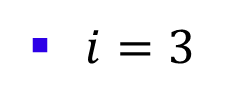 ▪ i = 3